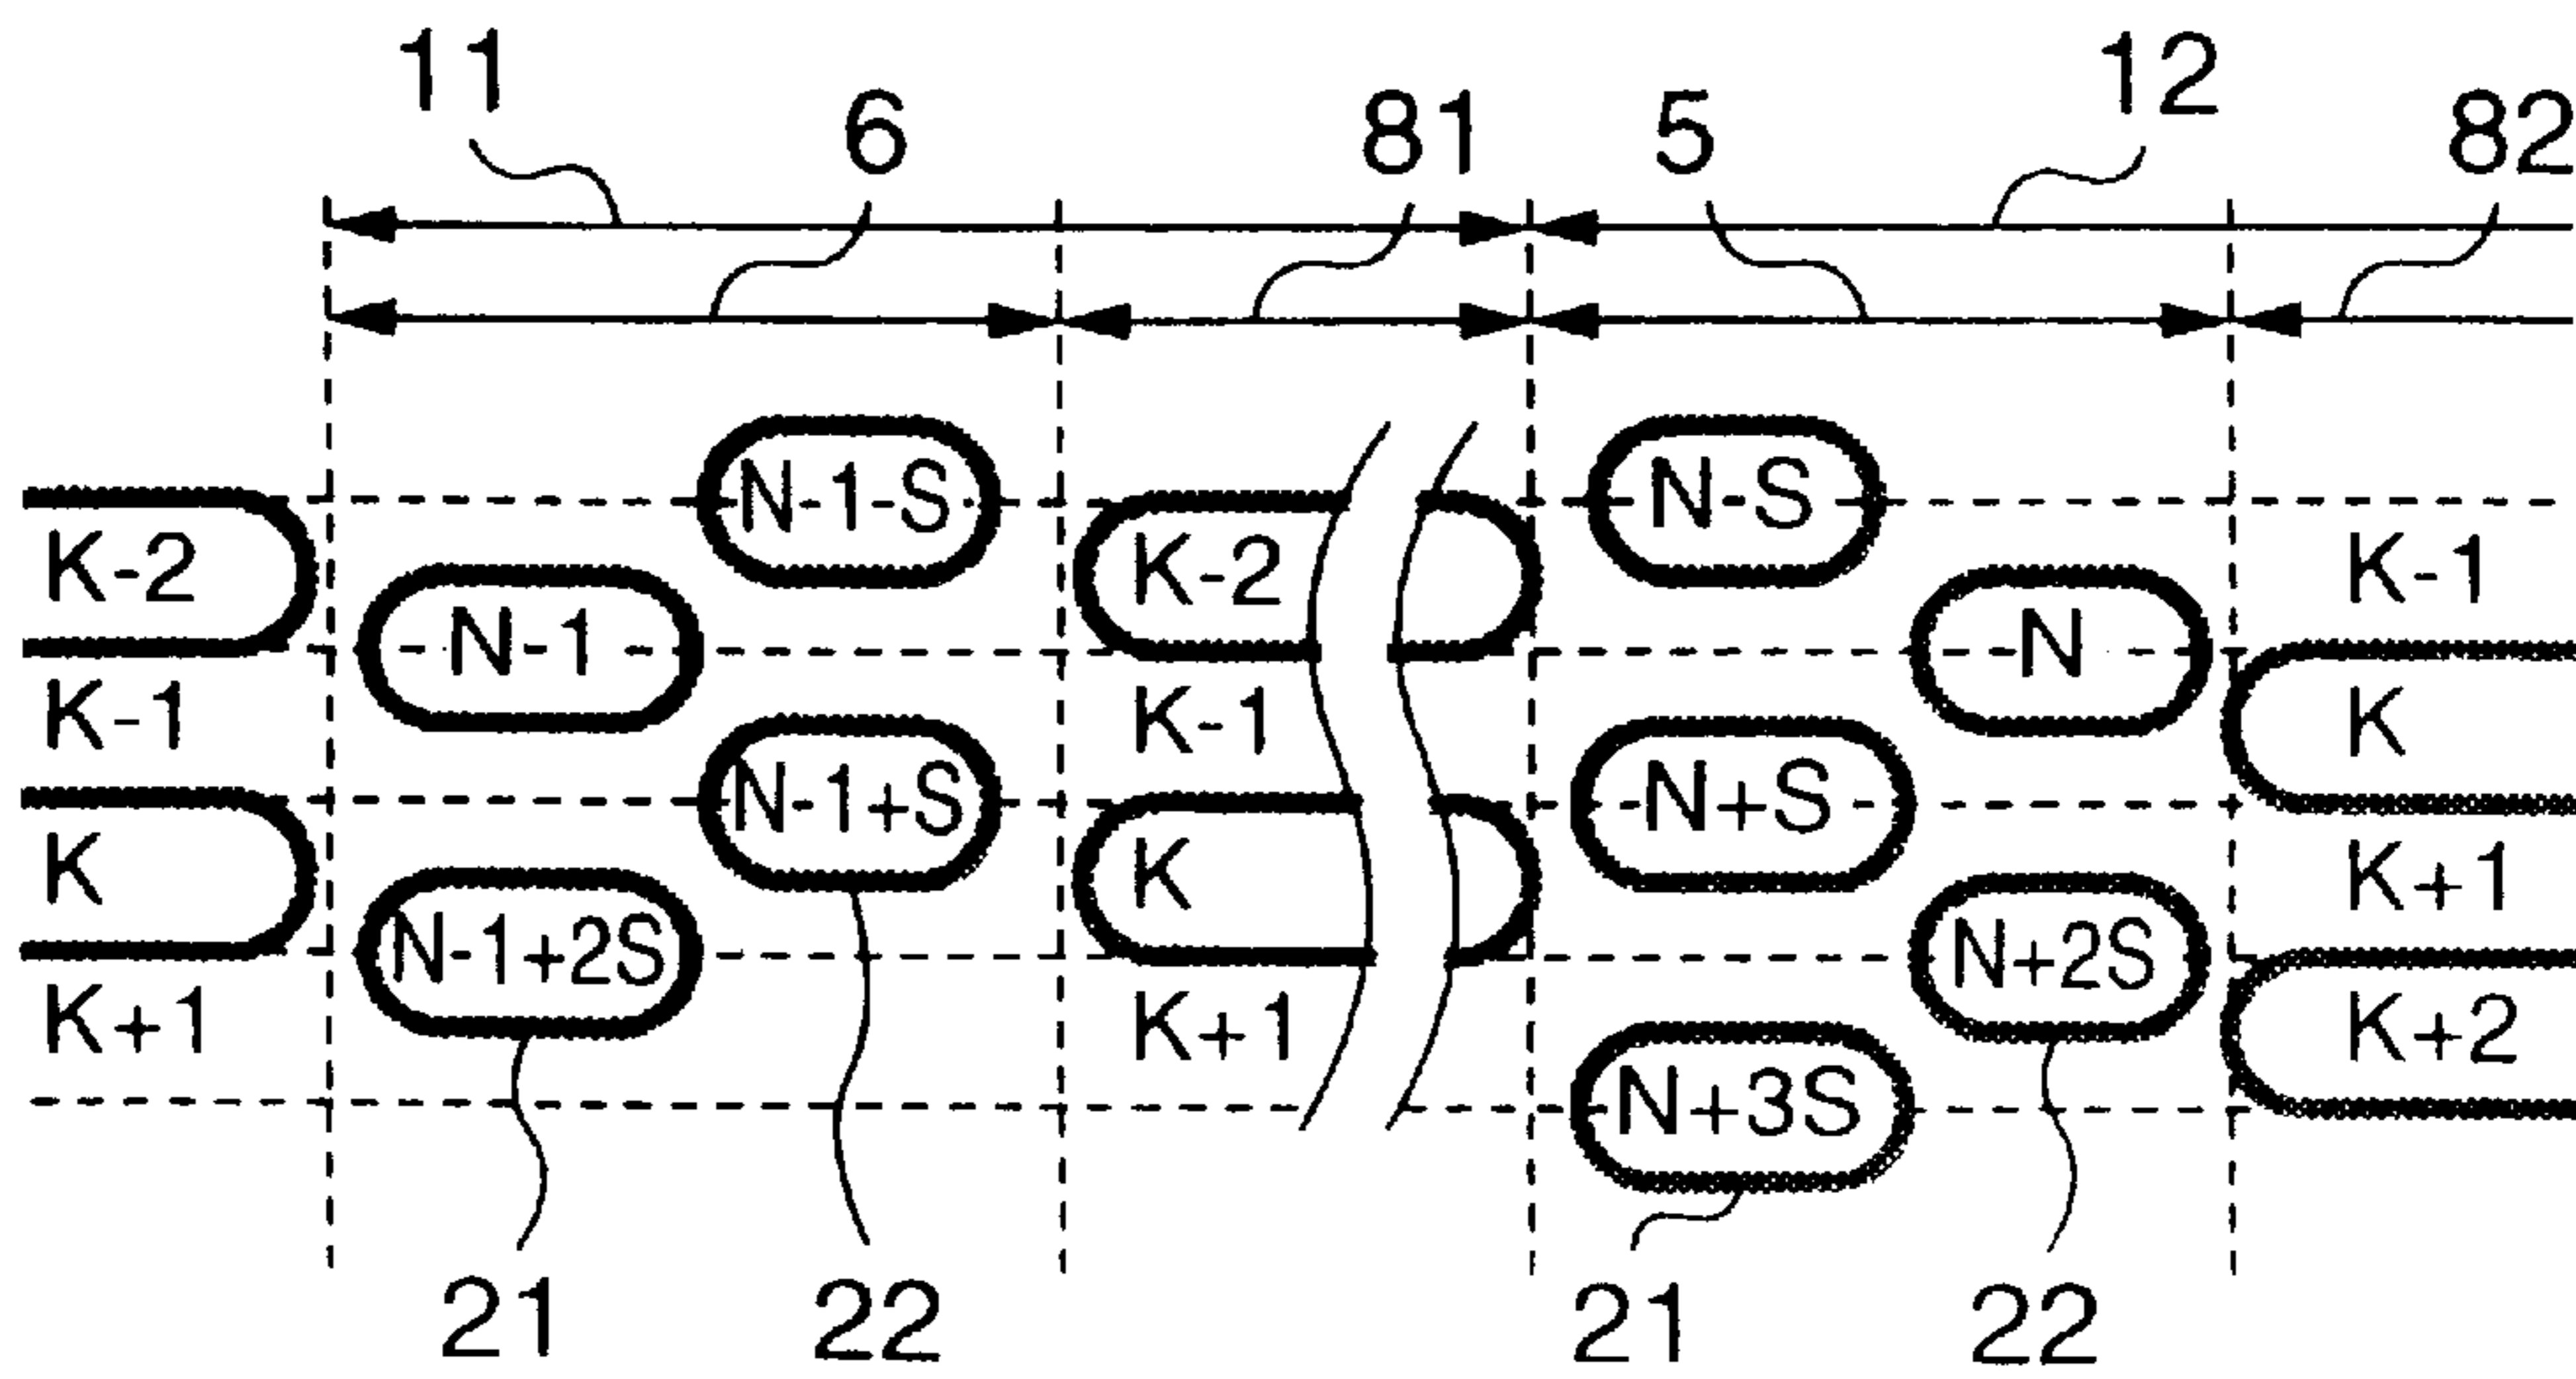 11 12
6 81 5 82
N-1-S N-S
K-2 K-2 K-1
N-1 N
K-1 K-1 K
N-1+S N+S
K K K+1
N-1+2S N+2S
K+1 K+1 K+2
N+3S
21 22 21 22